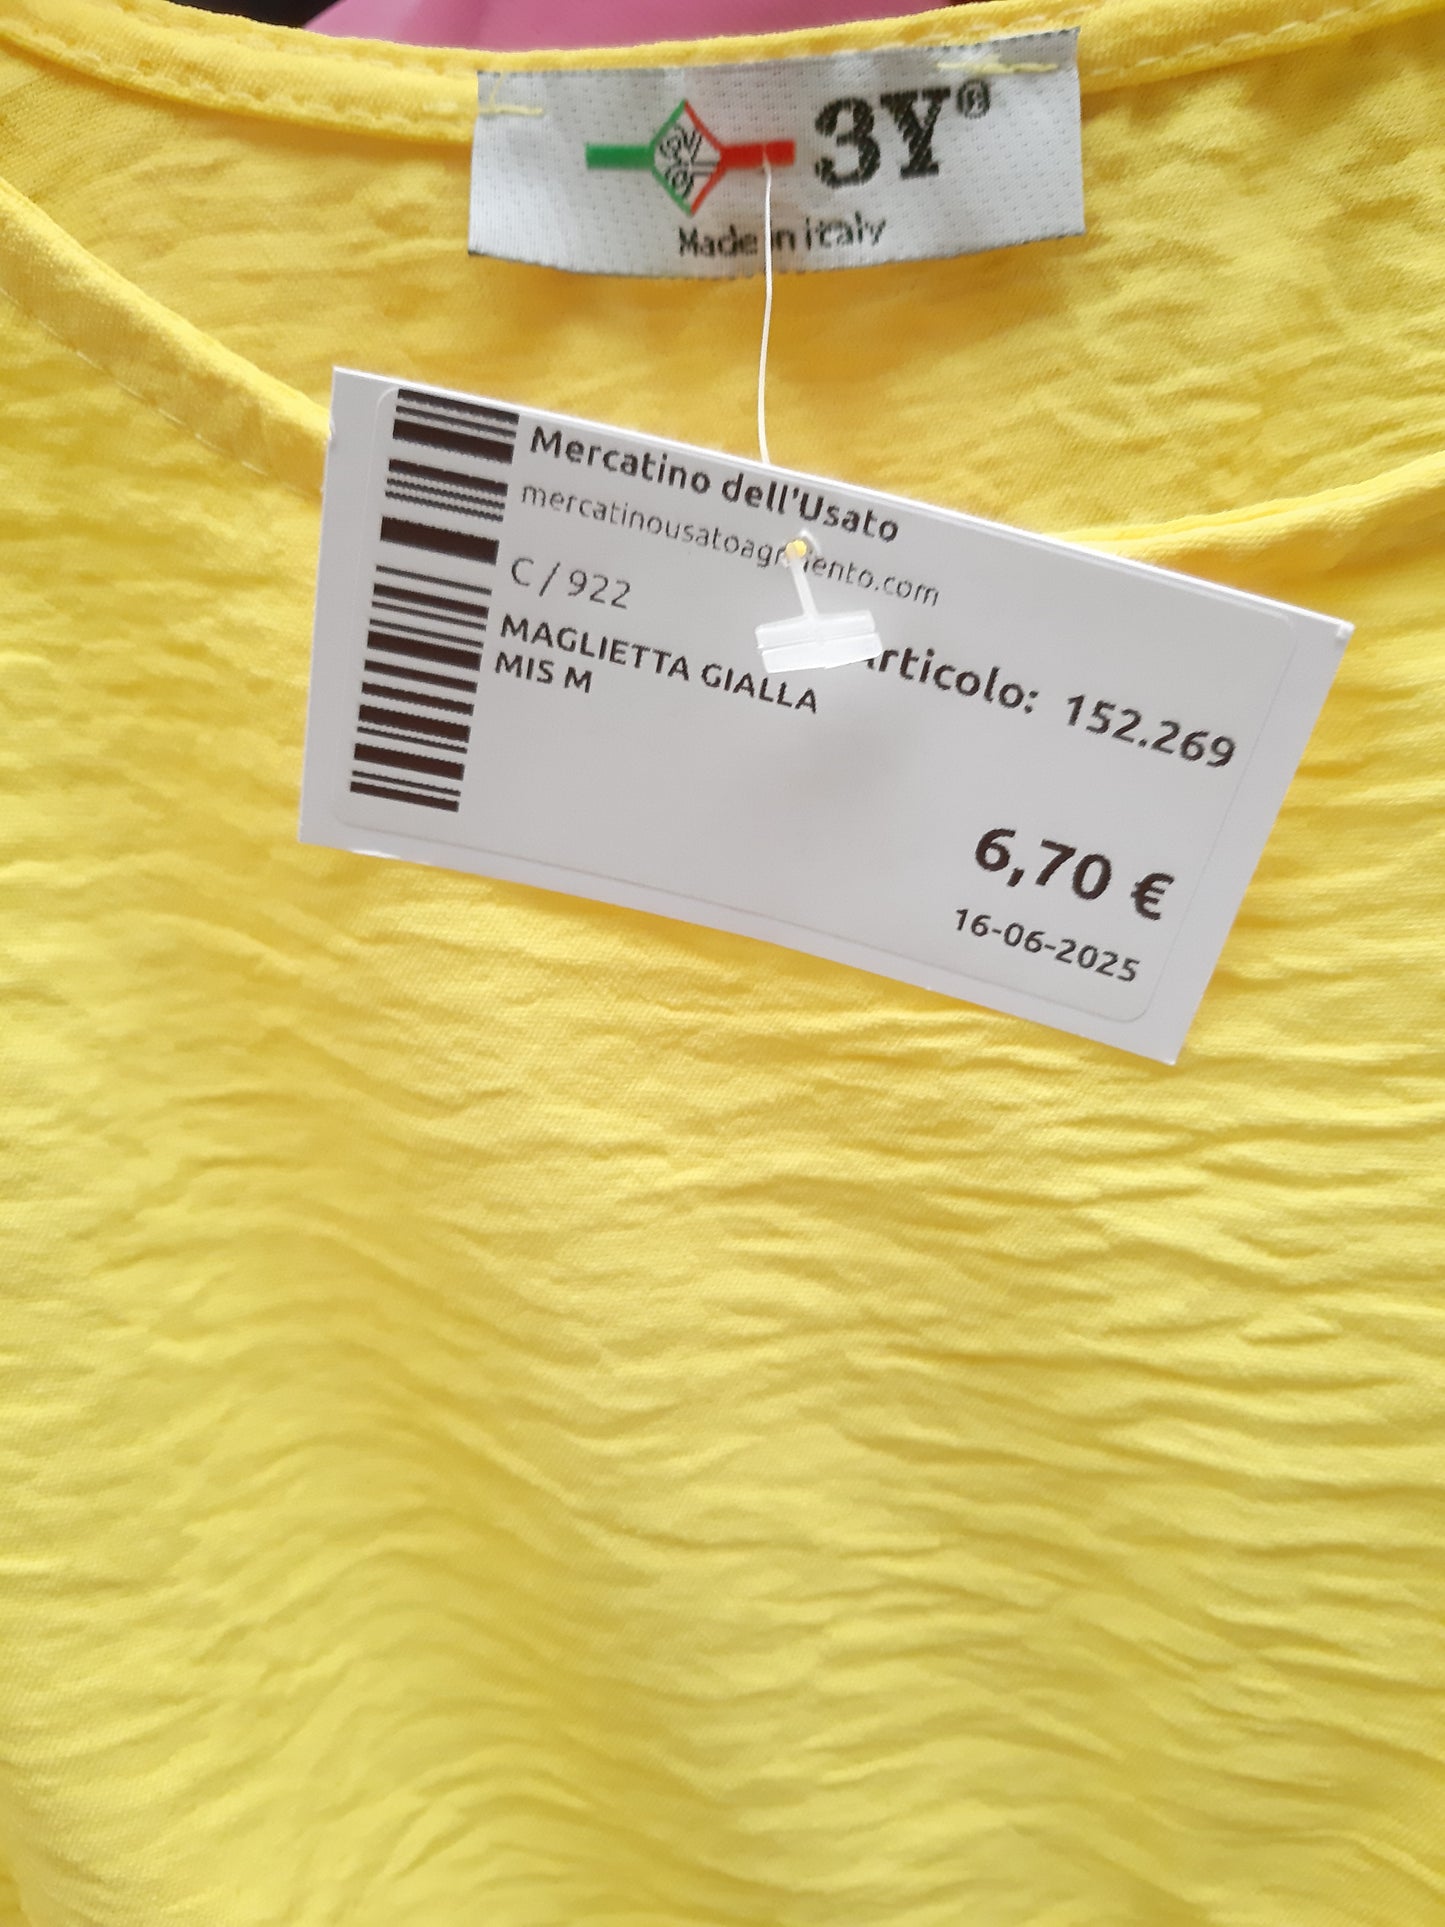 3Y®
Made in italy
Mercatino dell'Usato
C / 922
MAGLIETTA GIALLA
MIS M
152.269
6,70 €
16-06-2025